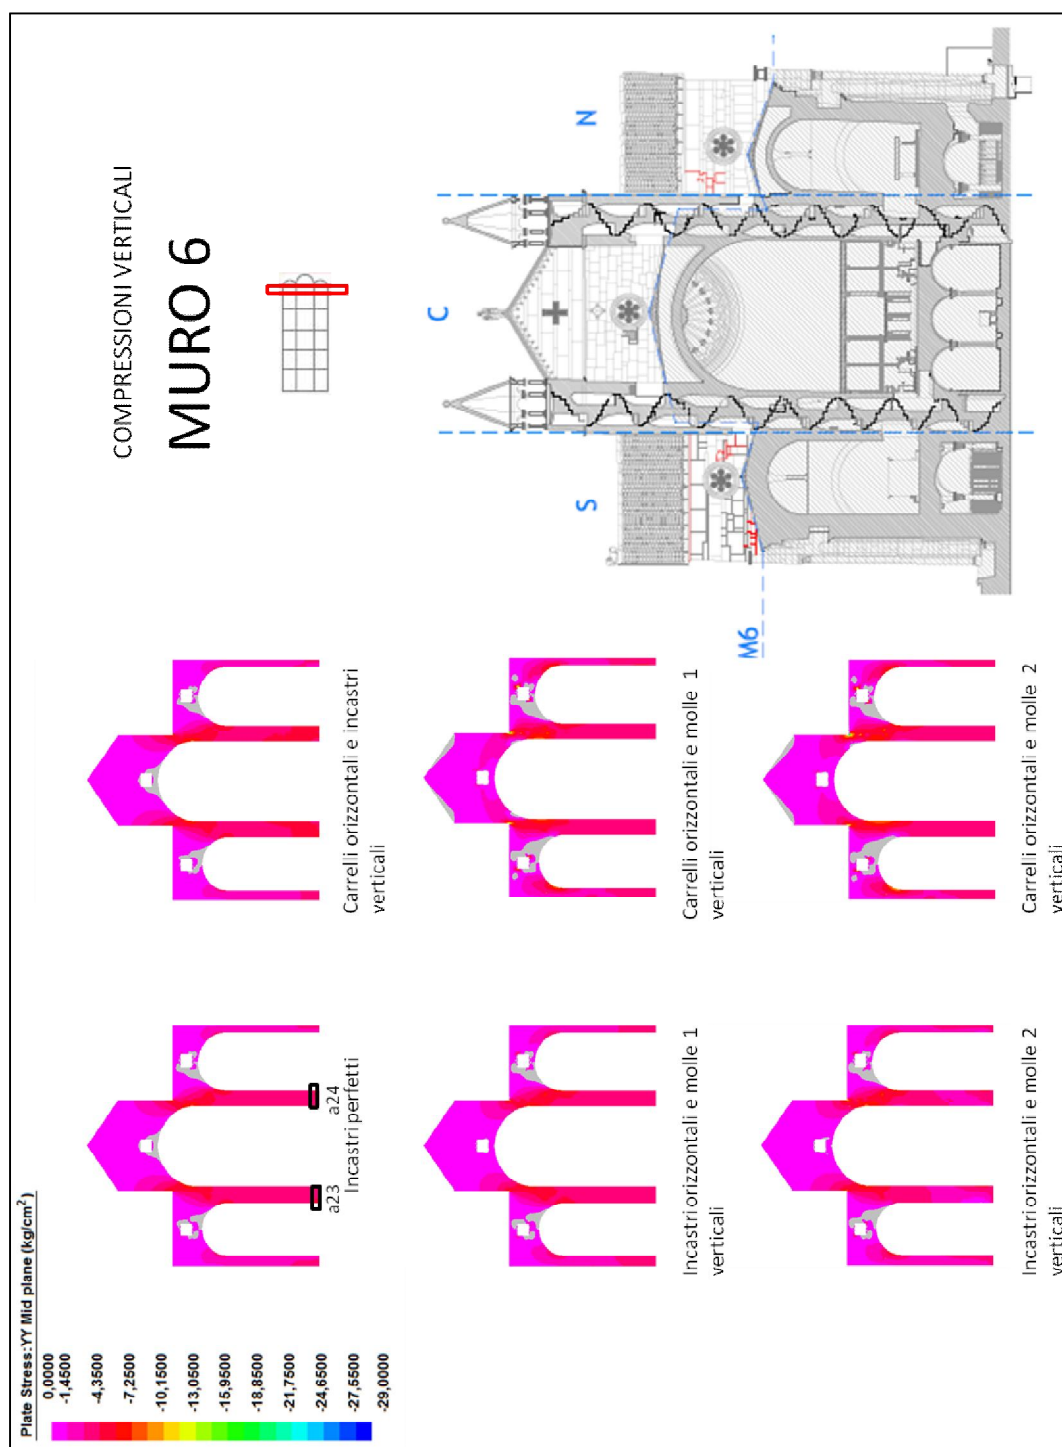 COMPRESSIONI VERTICALI
MURO 6
Plate Stress:YY Mid plane (kg/cm²)
0,0000
-1,4500
-4,3500
-7,2500
-10,1500
-13,0500
-15,9500
-18,8500
-21,7500
-24,6500
-27,5500
-29,0000
a23
a24
Incastri perfetti
Carrelli orizzontali e incastri
verticali
Incastri orizzontali e molle 1
verticali
Carrelli orizzontali e molle 1
verticali
Incastri orizzontali e molle 2
verticali
Carrelli orizzontali e molle 2
verticali
S
C
N
M6